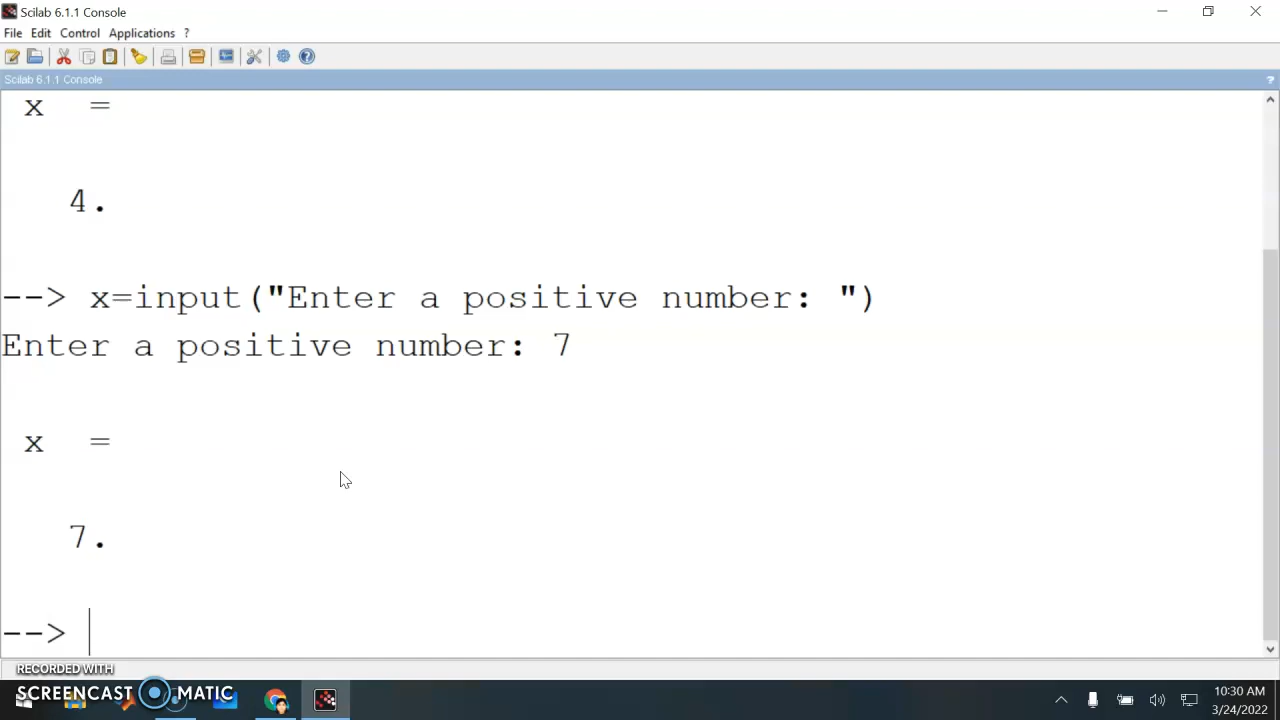 Scilab 6.1.1 Console
File Edit Control Applications ?
Scilab 6.1.1 Console ?
x =
4.
--> x=input("Enter a positive number: ")
Enter a positive number: 7
x =
7.
-->
RECORDED WITH
SCREENCAST MATIC
10:30 AM
3/24/2022